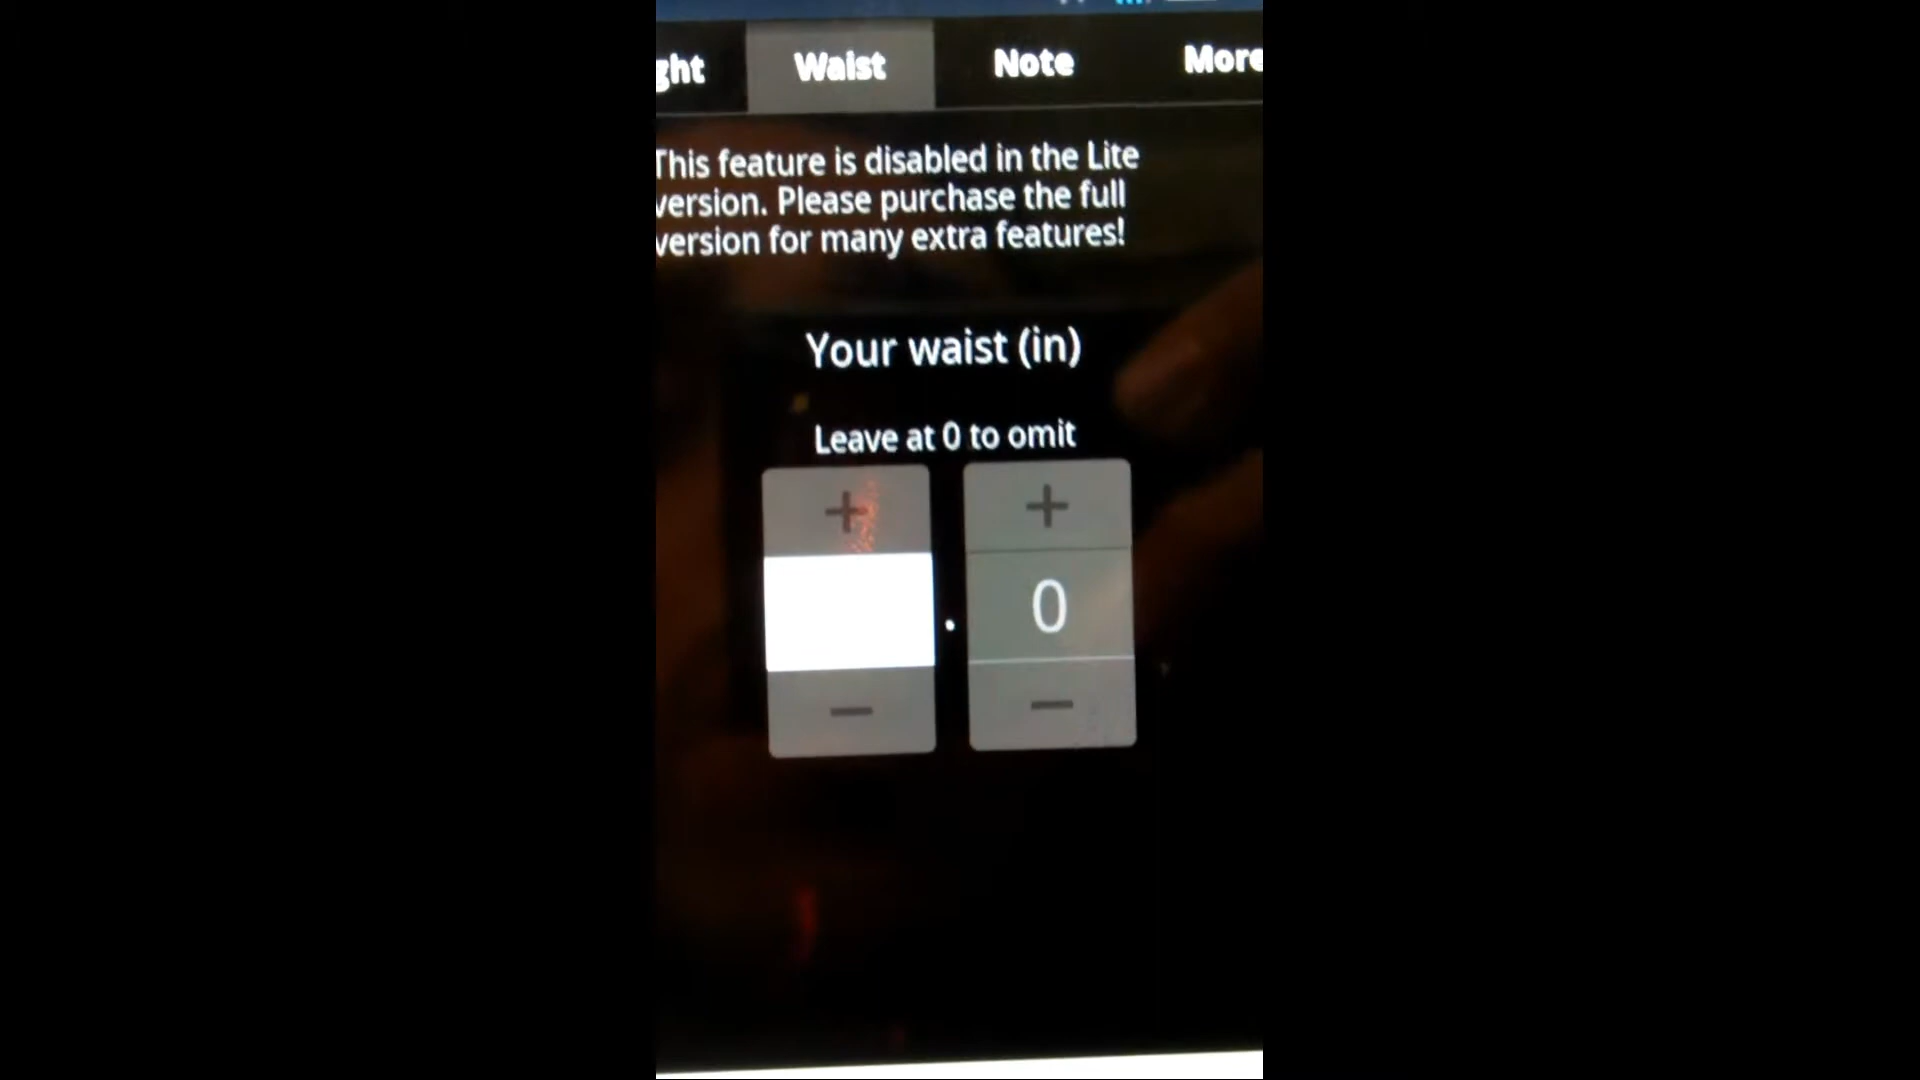 ght Waist Note More
This feature is disabled in the Lite
version. Please purchase the full
version for many extra features!
Your waist (in)
Leave at 0 to omit
+ +
. 0
− −